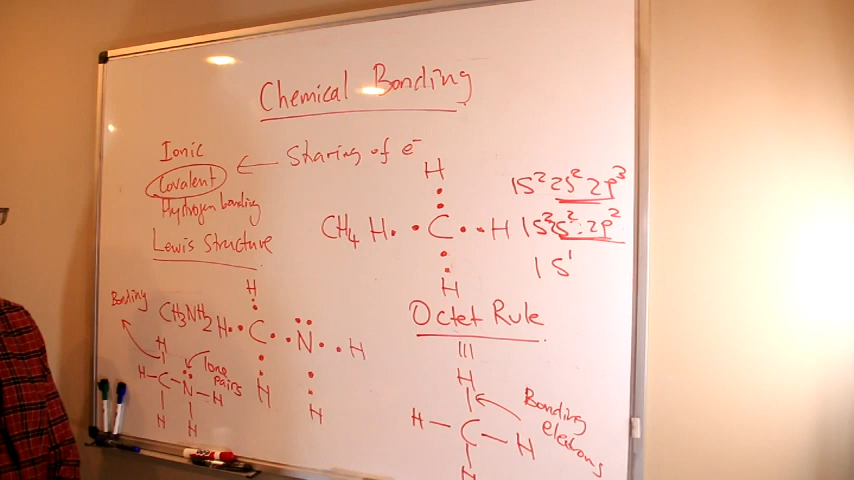 Chemical Bonding
Ionic
Covalent ← Sharing of e⁻
Hydrogen bonding
Lewis Structure
CH₄
H
H C H
H
1S² 2S² 2P³
1S² 2S² 2P²
1S¹
Bonding
CH₃NH₂
H
H C N H
H H
H
H—C—N—H
H H
lone
pairs
Octet Rule
H
H—C—H
H
Bonding
electrons